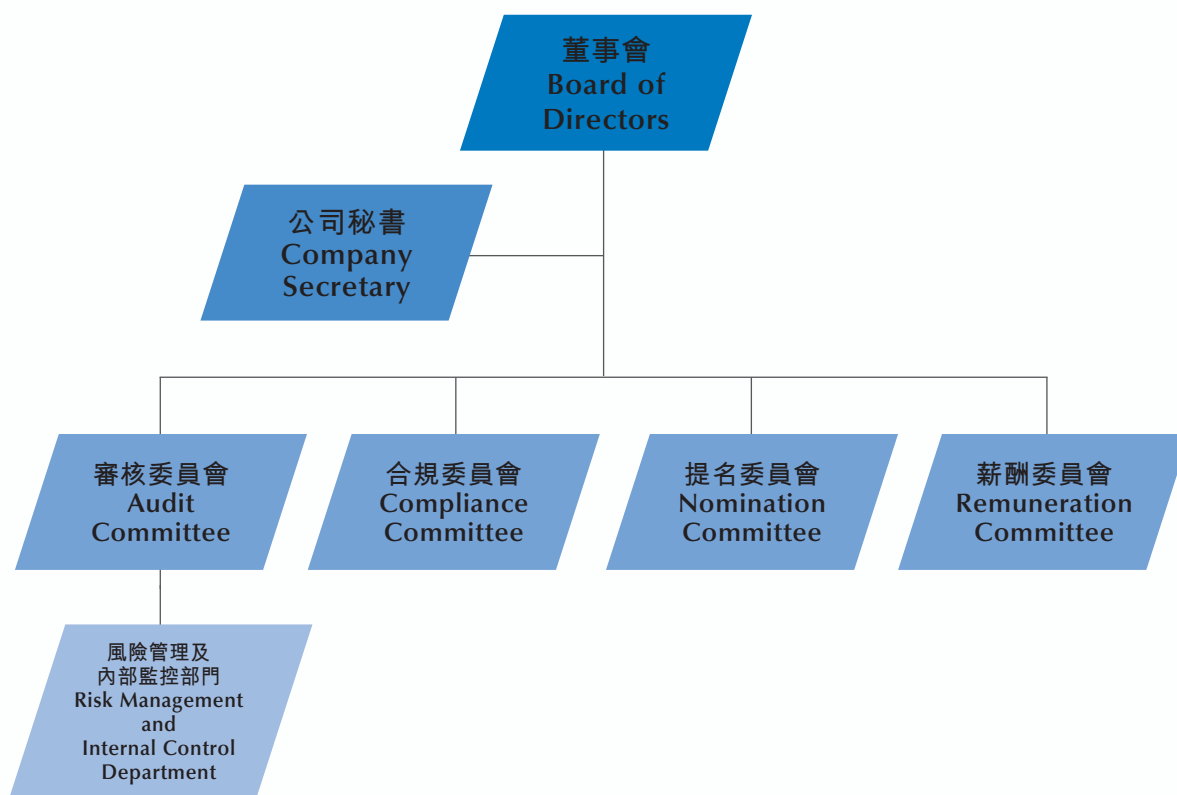 董事會
Board of
Directors
公司秘書
Company
Secretary
審核委員會
Audit
Committee
合規委員會
Compliance
Committee
提名委員會
Nomination
Committee
薪酬委員會
Remuneration
Committee
風險管理及
內部監控部門
Risk Management
and
Internal Control
Department